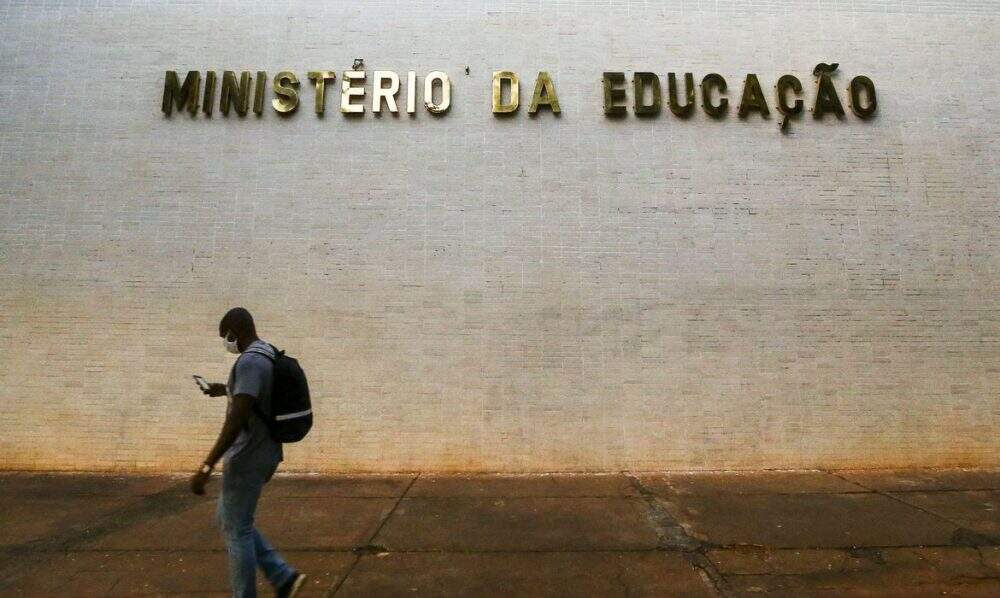 MINISTÉRIO DA EDUCAÇÃO